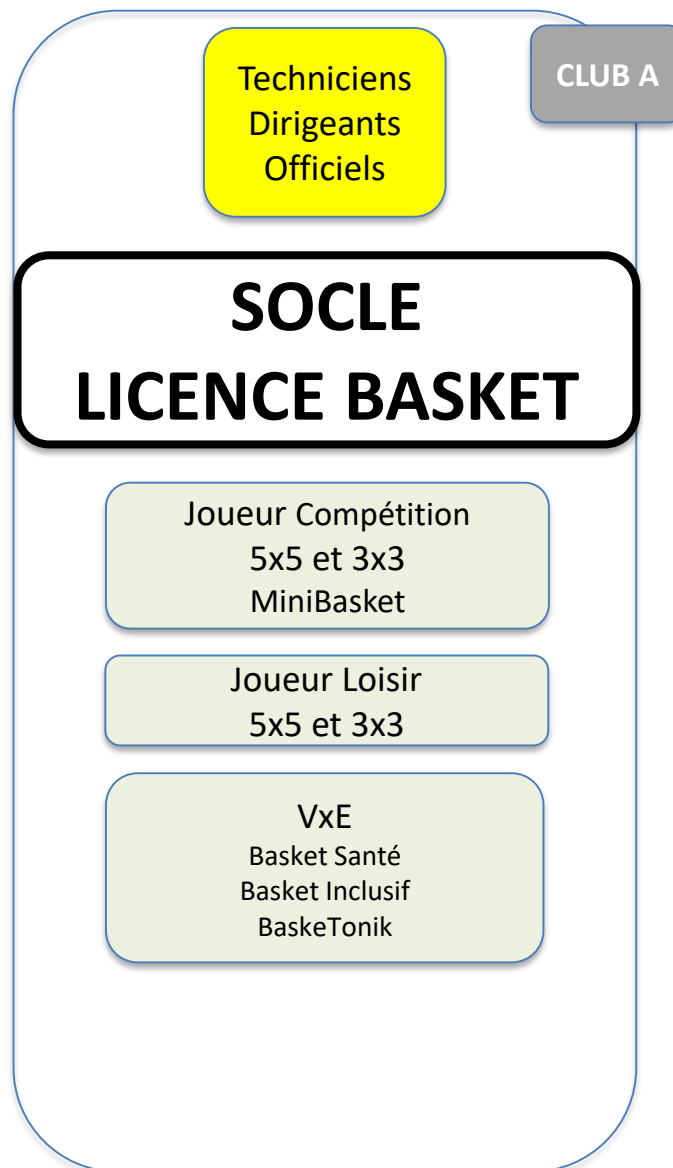 CLUB A
Techniciens
Dirigeants
Officiels
SOCLE
LICENCE BASKET
Joueur Compétition
5x5 et 3x3
MiniBasket
Joueur Loisir
5x5 et 3x3
VxE
Basket Santé
Basket Inclusif
BaskeTonik